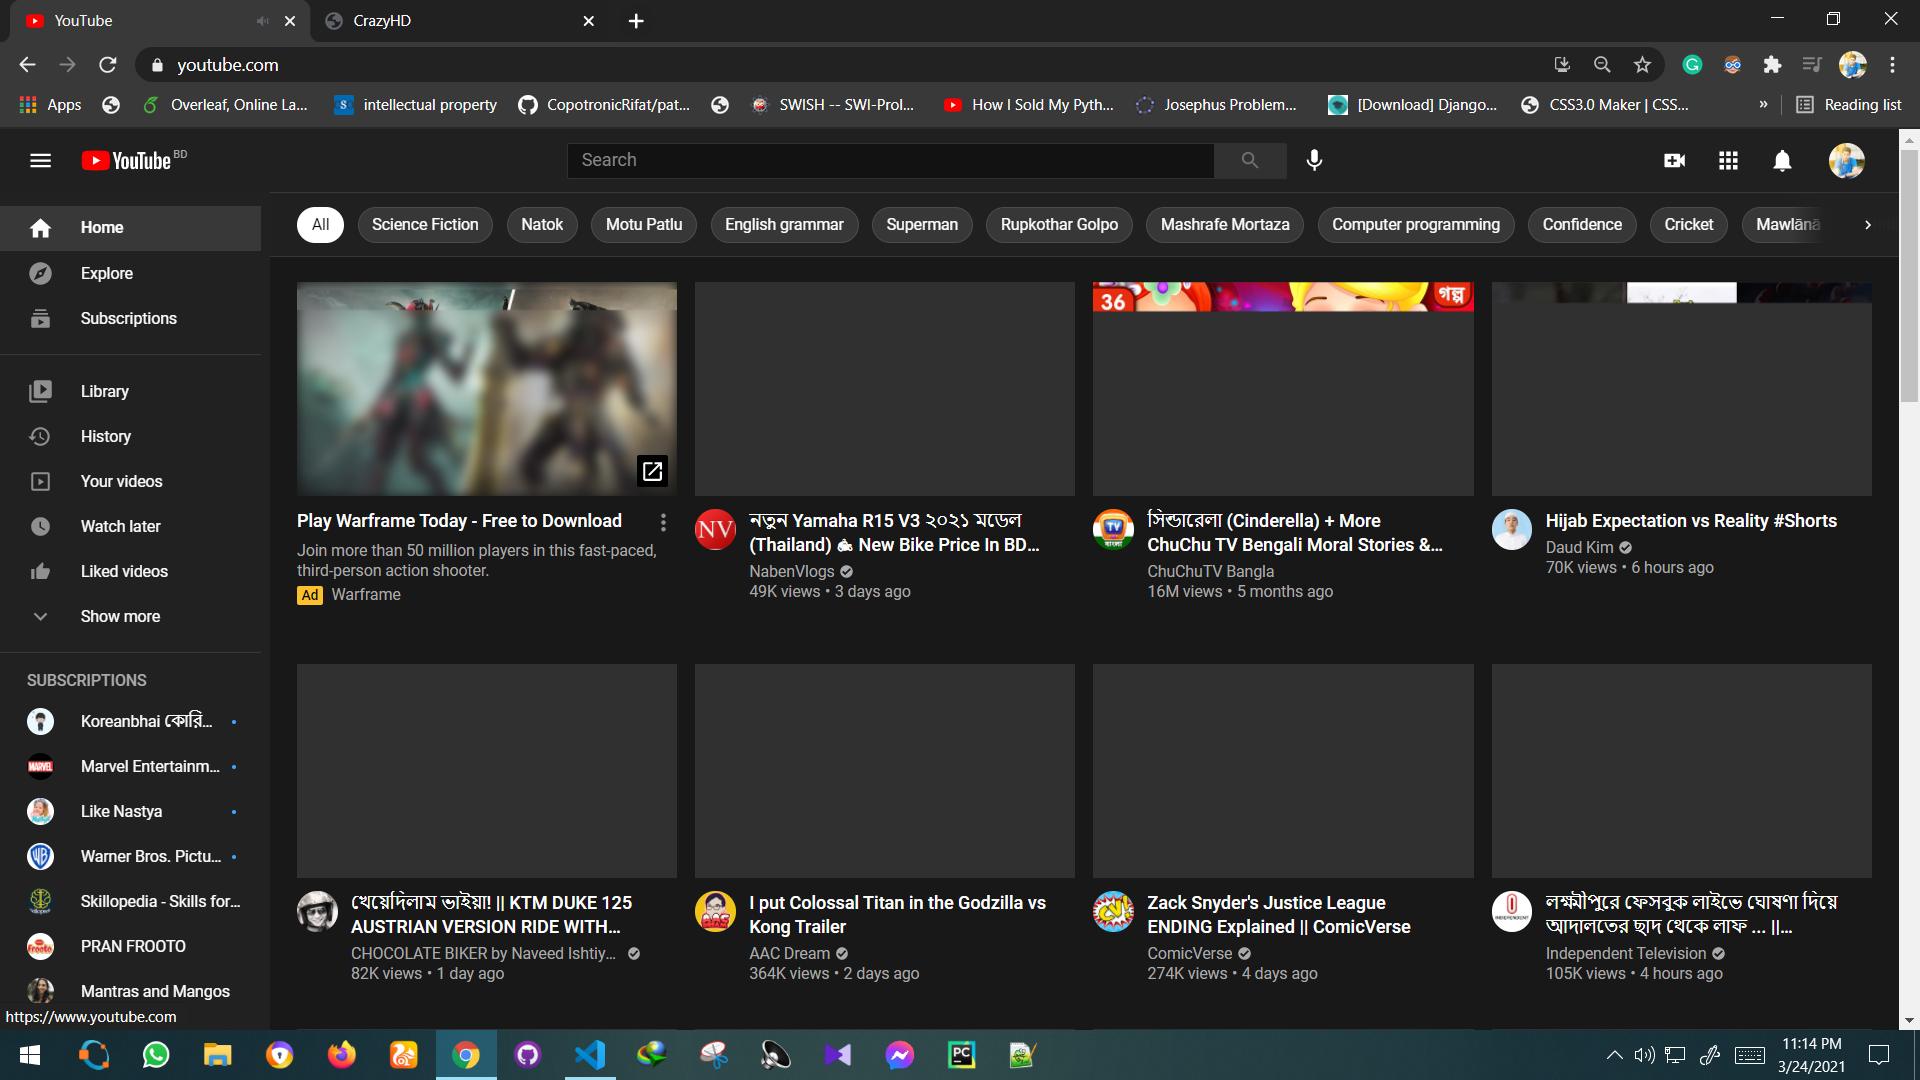 YouTube
CrazyHD
youtube.com
Apps
Overleaf, Online La...
intellectual property
CopotronicRifat/pat...
SWISH -- SWI-Prol...
How I Sold My Pyth...
Josephus Problem...
[Download] Django...
CSS3.0 Maker | CSS...
»
Reading list
YouTube BD
Search
Home
Explore
Subscriptions
Library
History
Your videos
Watch later
Liked videos
Show more
SUBSCRIPTIONS
Koreanbhai কোরি...
Marvel Entertainm...
Like Nastya
Warner Bros. Pictu...
Skillopedia - Skills for...
PRAN FROOTO
Mantras and Mangos
https://www.youtube.com
All
Science Fiction
Natok
Motu Patlu
English grammar
Superman
Rupkothar Golpo
Mashrafe Mortaza
Computer programming
Confidence
Cricket
Mawlānā
Play Warframe Today - Free to Download
Join more than 50 million players in this fast-paced,
third-person action shooter.
Ad Warframe
NV
নতুন Yamaha R15 V3 ২০২১ মডেল
(Thailand) 🏍 New Bike Price In BD...
NabenVlogs
49K views • 3 days ago
36
গল্প
TV
বাংলা
সিন্ডারেলা (Cinderella) + More
ChuChu TV Bengali Moral Stories &...
ChuChuTV Bangla
16M views • 5 months ago
Hijab Expectation vs Reality #Shorts
Daud Kim
70K views • 6 hours ago
খেয়েদিলাম ভাইয়া! || KTM DUKE 125
AUSTRIAN VERSION RIDE WITH...
CHOCOLATE BIKER by Naveed Ishtiy...
82K views • 1 day ago
I put Colossal Titan in the Godzilla vs
Kong Trailer
AAC Dream
364K views • 2 days ago
Zack Snyder's Justice League
ENDING Explained || ComicVerse
ComicVerse
274K views • 4 days ago
INDEPENDENT
লক্ষ্মীপুরে ফেসবুক লাইভে ঘোষণা দিয়ে
আদালতের ছাদ থেকে লাফ ... ||...
Independent Television
105K views • 4 hours ago
PC
11:14 PM
3/24/2021